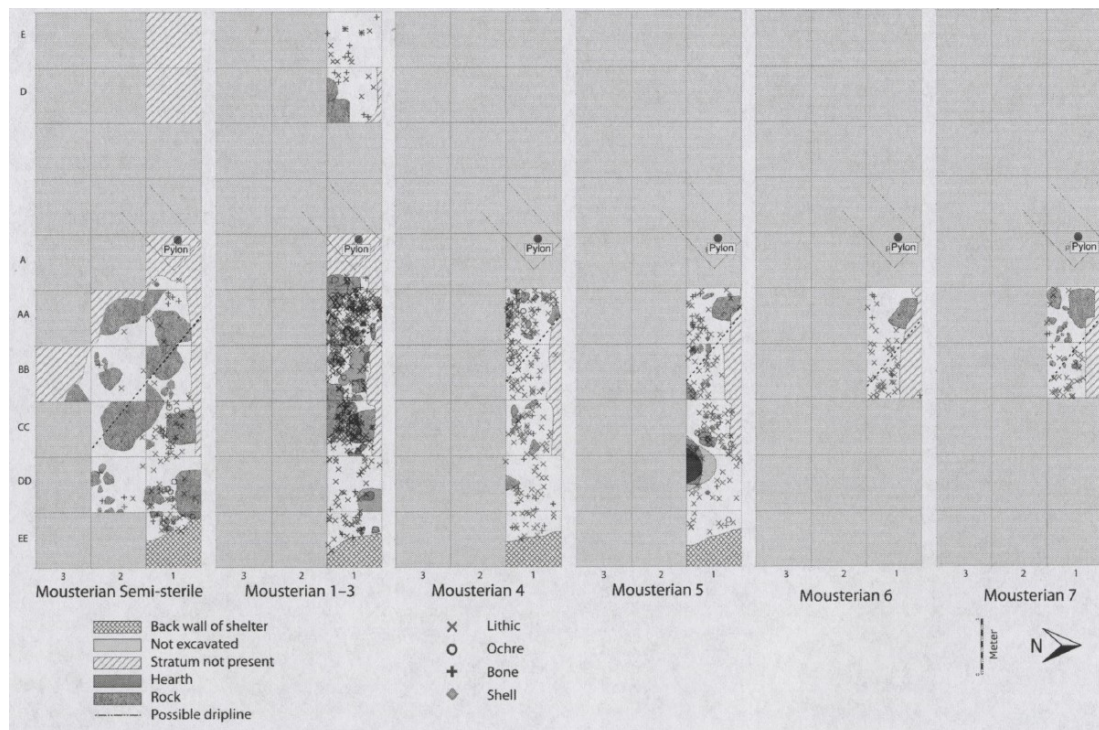 E
D
A
AA
BB
CC
DD
EE
Pylon
Pylon
Pylon
Pylon
Pylon
Pylon
3 2 1
3 2 1
3 2 1
3 2 1
3 2 1
3 2 1
Mousterian Semi-sterile
Mousterian 1–3
Mousterian 4
Mousterian 5
Mousterian 6
Mousterian 7
Back wall of shelter
Not excavated
Stratum not present
Hearth
Rock
Possible dripline
Lithic
Ochre
Bone
Shell
Meter
N